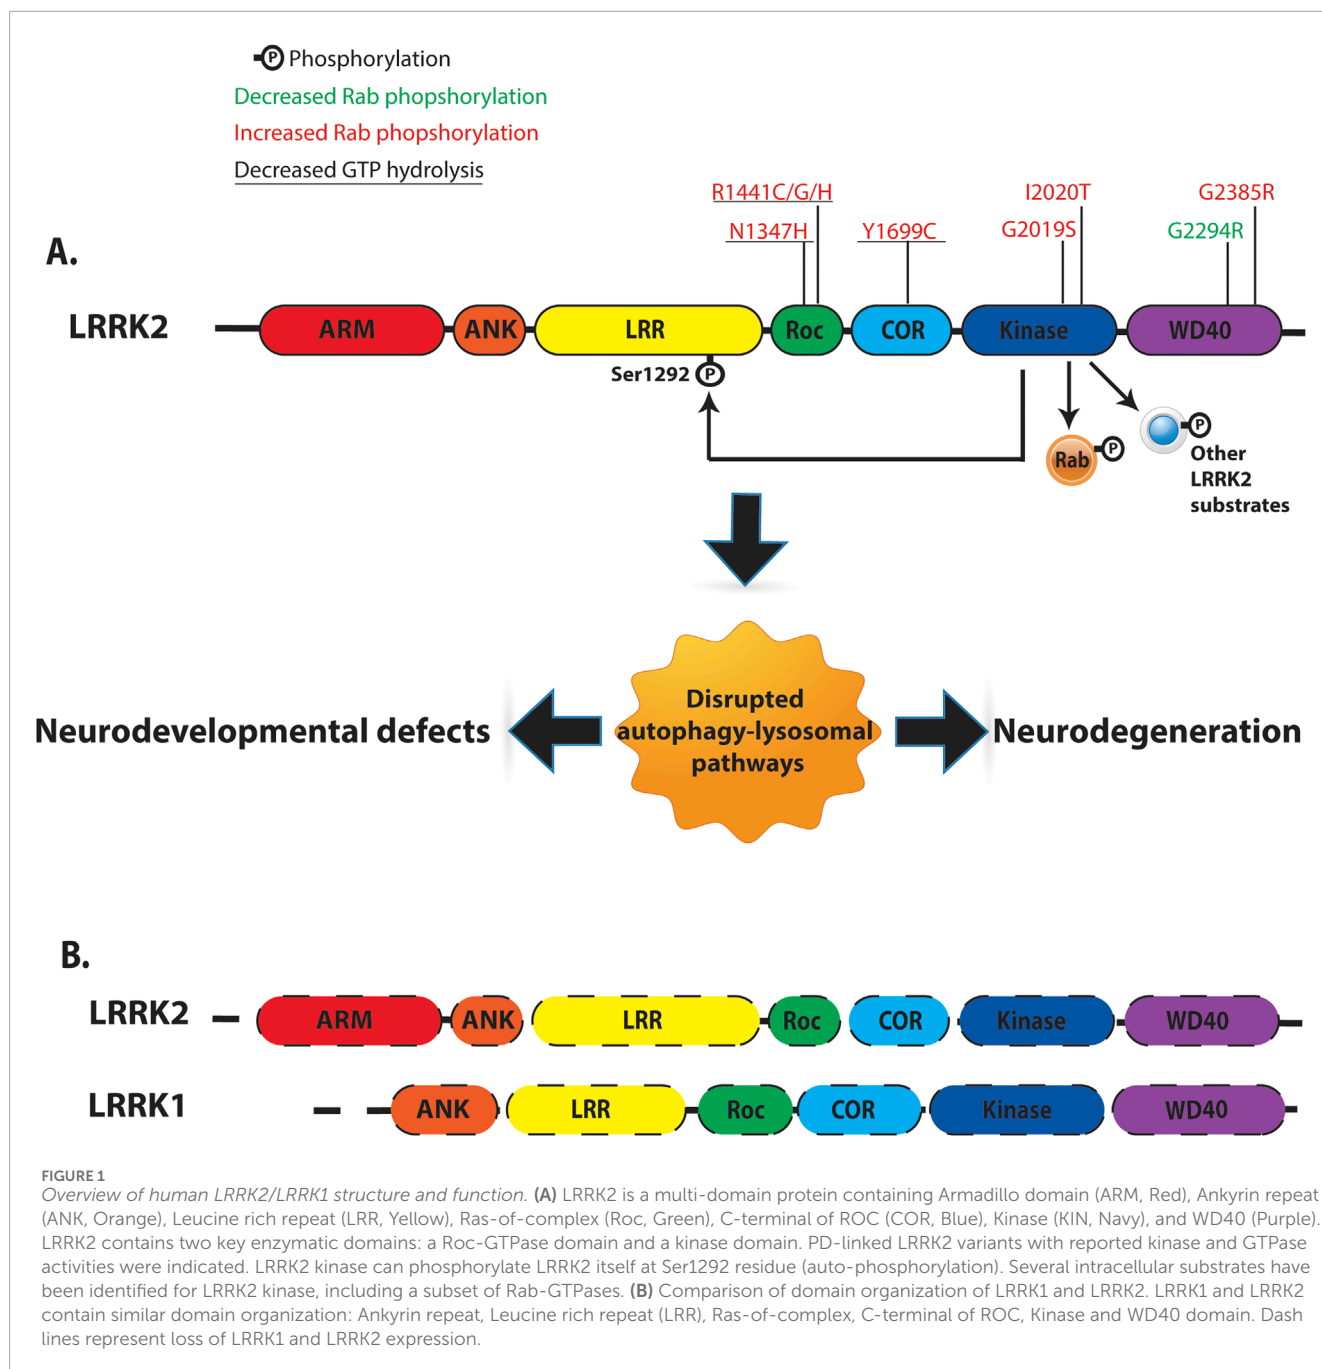 P Phosphorylation
Decreased Rab phopshorylation
Increased Rab phopshorylation
Decreased GTP hydrolysis
R1441C/G/H
I2020T
G2385R
N1347H
Y1699C
G2019S
G2294R
A.
LRRK2
ARM
ANK
LRR
Roc
COR
Kinase
WD40
Ser1292
P
P
Rab
P
Other
LRRK2
substrates
Disrupted
autophagy-lysosomal
pathways
Neurodevelopmental defects
Neurodegeneration
B.
LRRK2
ARM
ANK
LRR
Roc
COR
Kinase
WD40
LRRK1
ANK
LRR
Roc
COR
Kinase
WD40
FIGURE 1
Overview of human LRRK2/LRRK1 structure and function. (A) LRRK2 is a multi-domain protein containing Armadillo domain (ARM, Red), Ankyrin repeat
(ANK, Orange), Leucine rich repeat (LRR, Yellow), Ras-of-complex (Roc, Green), C-terminal of ROC (COR, Blue), Kinase (KIN, Navy), and WD40 (Purple).
LRRK2 contains two key enzymatic domains: a Roc-GTPase domain and a kinase domain. PD-linked LRRK2 variants with reported kinase and GTPase
activities were indicated. LRRK2 kinase can phosphorylate LRRK2 itself at Ser1292 residue (auto-phosphorylation). Several intracellular substrates have
been identified for LRRK2 kinase, including a subset of Rab-GTPases. (B) Comparison of domain organization of LRRK1 and LRRK2. LRRK1 and LRRK2
contain similar domain organization: Ankyrin repeat, Leucine rich repeat (LRR), Ras-of-complex, C-terminal of ROC, Kinase and WD40 domain. Dash
lines represent loss of LRRK1 and LRRK2 expression.